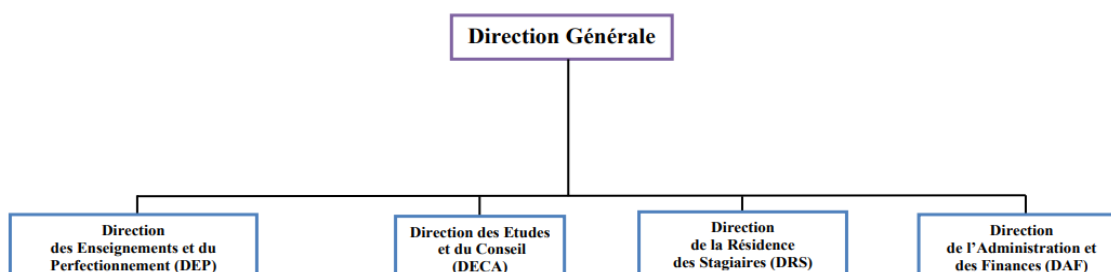 Direction Générale
Direction
des Enseignements et du
Perfectionnement (DEP)
Direction des Etudes
et du Conseil
(DECA)
Direction
de la Résidence
des Stagiaires (DRS)
Direction
de l’Administration et
des Finances (DAF)